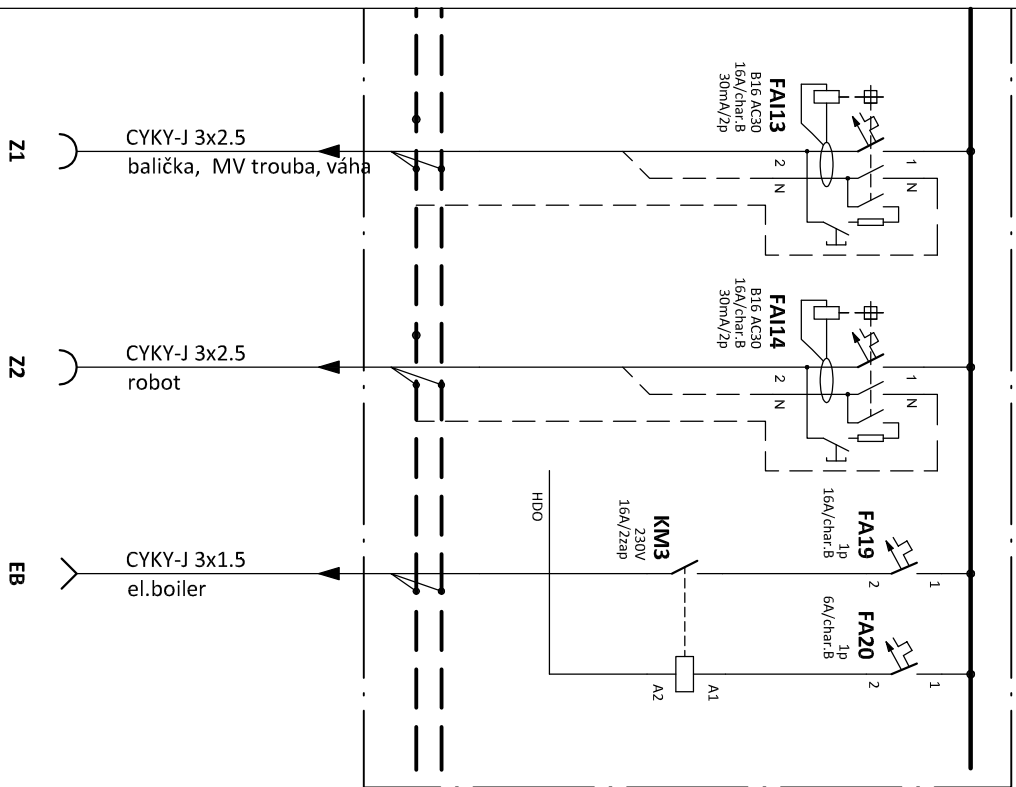 FAI13
B16 AC30
16A/char.B
30mA/2p
1
N
2
N
CYKY-J 3x2.5
balička, MV trouba, váha
Z1
FAI14
B16 AC30
16A/char.B
30mA/2p
1
N
2
N
CYKY-J 3x2.5
robot
Z2
FA19
1p
16A/char.B
1
2
KM3
230V
16A/2zap
HDO
CYKY-J 3x1.5
el.boiler
EB
FA20
1p
6A/char.B
1
2
A1
A2